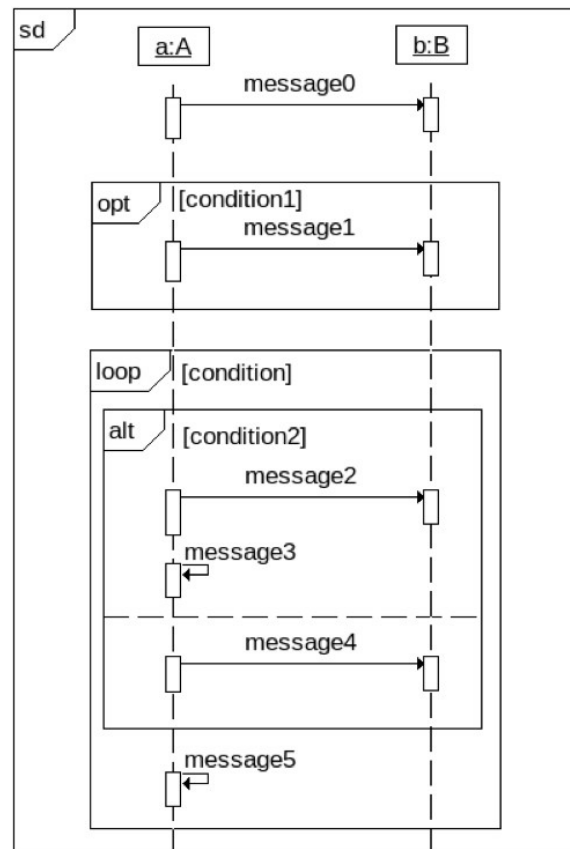 sd
a:A
b:B
message0
opt
[condition1]
message1
loop
[condition]
alt
[condition2]
message2
message3
message4
message5